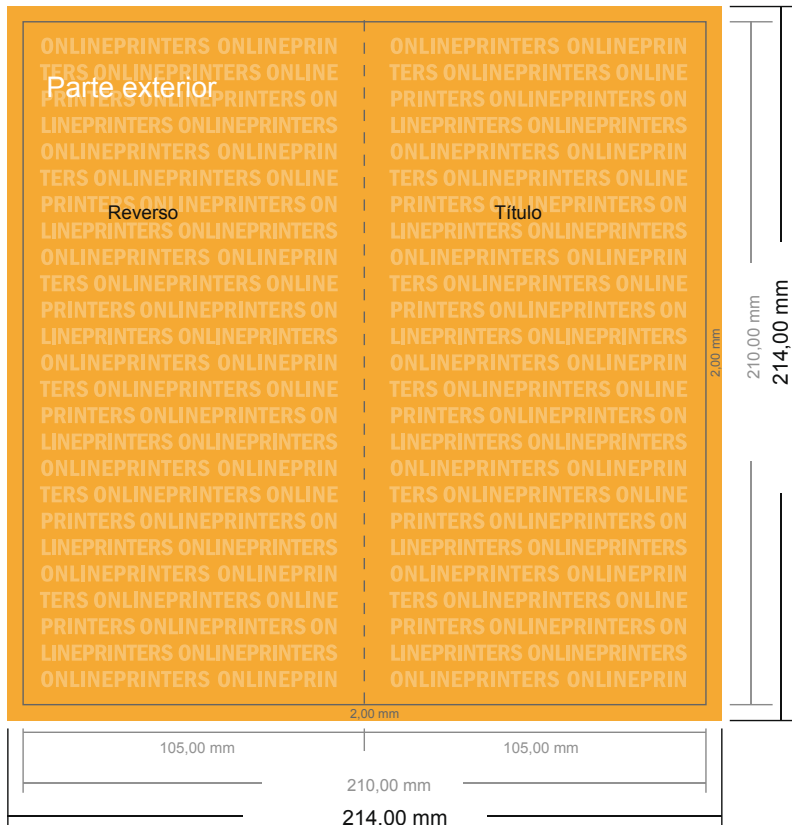 ONLINEPRINTERS ONLINEPRIN ONLINEPRINTERS ONLINEPRIN
TERS ONLINEPRINTERS ONLINE TERS ONLINEPRINTERS ONLINE
Parte exterior
PRINTERS ONLINEPRINTERS ON PRINTERS ONLINEPRINTERS ON
LINEPRINTERS ONLINEPRINTERS LINEPRINTERS ONLINEPRINTERS
ONLINEPRINTERS ONLINEPRIN ONLINEPRINTERS ONLINEPRIN
TERS ONLINEPRINTERS ONLINE TERS ONLINEPRINTERS ONLINE
PRINTERS ONLINEPRINTERS ON PRINTERS ONLINEPRINTERS ON
Reverso Título
LINEPRINTERS ONLINEPRINTERS LINEPRINTERS ONLINEPRINTERS
ONLINEPRINTERS ONLINEPRIN ONLINEPRINTERS ONLINEPRIN
TERS ONLINEPRINTERS ONLINE TERS ONLINEPRINTERS ONLINE
PRINTERS ONLINEPRINTERS ON PRINTERS ONLINEPRINTERS ON
LINEPRINTERS ONLINEPRINTERS LINEPRINTERS ONLINEPRINTERS
ONLINEPRINTERS ONLINEPRIN ONLINEPRINTERS ONLINEPRIN
TERS ONLINEPRINTERS ONLINE TERS ONLINEPRINTERS ONLINE
PRINTERS ONLINEPRINTERS ON PRINTERS ONLINEPRINTERS ON
LINEPRINTERS ONLINEPRINTERS LINEPRINTERS ONLINEPRINTERS
ONLINEPRINTERS ONLINEPRIN ONLINEPRINTERS ONLINEPRIN
TERS ONLINEPRINTERS ONLINE TERS ONLINEPRINTERS ONLINE
PRINTERS ONLINEPRINTERS ON PRINTERS ONLINEPRINTERS ON
LINEPRINTERS ONLINEPRINTERS LINEPRINTERS ONLINEPRINTERS
ONLINEPRINTERS ONLINEPRIN ONLINEPRINTERS ONLINEPRIN
TERS ONLINEPRINTERS ONLINE TERS ONLINEPRINTERS ONLINE
PRINTERS ONLINEPRINTERS ON PRINTERS ONLINEPRINTERS ON
LINEPRINTERS ONLINEPRINTERS LINEPRINTERS ONLINEPRINTERS
ONLINEPRINTERS ONLINEPRIN ONLINEPRINTERS ONLINEPRIN
2,00 mm
210,00 mm
214,00 mm
2,00 mm
105,00 mm 105,00 mm
210,00 mm
214,00 mm